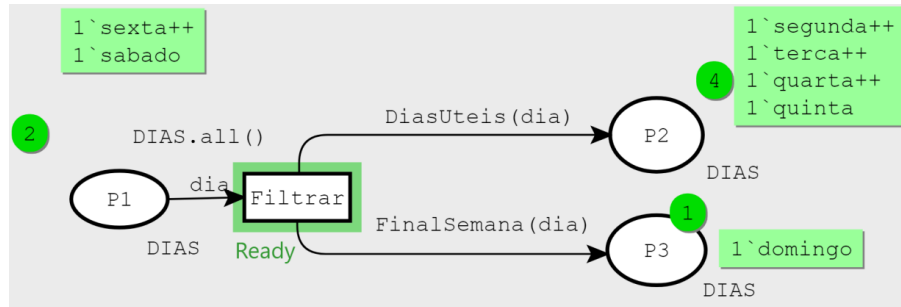 1`sexta++
1`sabado
2
DIAS.all()
P1
DIAS
dia
Filtrar
Ready
DiasUteis(dia)
FinalSemana(dia)
4
1`segunda++
1`terca++
1`quarta++
1`quinta
P2
DIAS
1
P3
1`domingo
DIAS